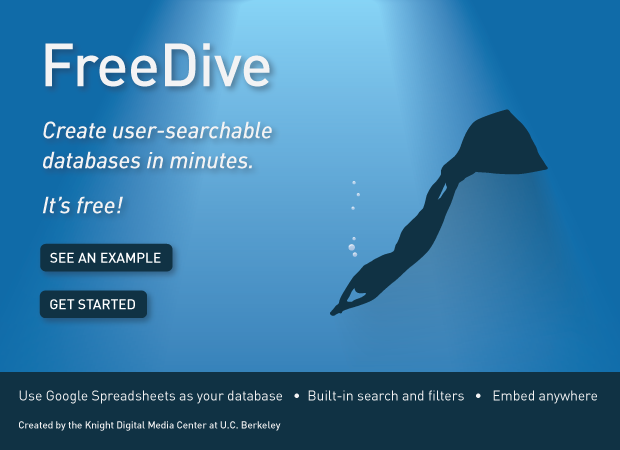 FreeDive
Create user-searchable
databases in minutes.
It's free!
SEE AN EXAMPLE
GET STARTED
Use Google Spreadsheets as your database • Built-in search and filters • Embed anywhere
Created by the Knight Digital Media Center at U.C. Berkeley